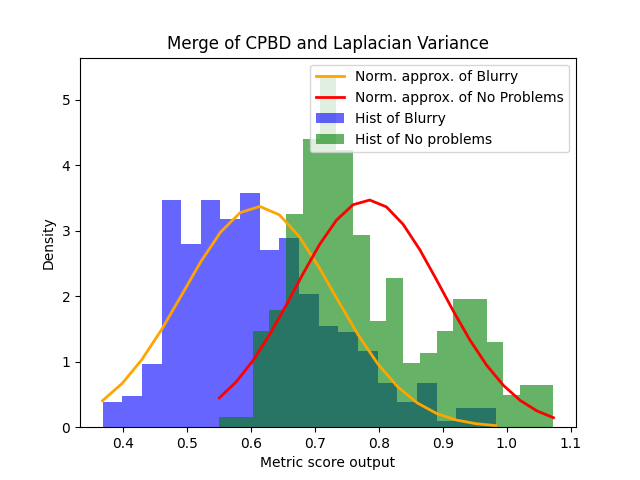 Merge of CPBD and Laplacian Variance
Norm. approx. of Blurry
Norm. approx. of No Problems
Hist of Blurry
Hist of No problems
Density
5
4
3
2
1
0
0.4 0.5 0.6 0.7 0.8 0.9 1.0 1.1
Metric score output